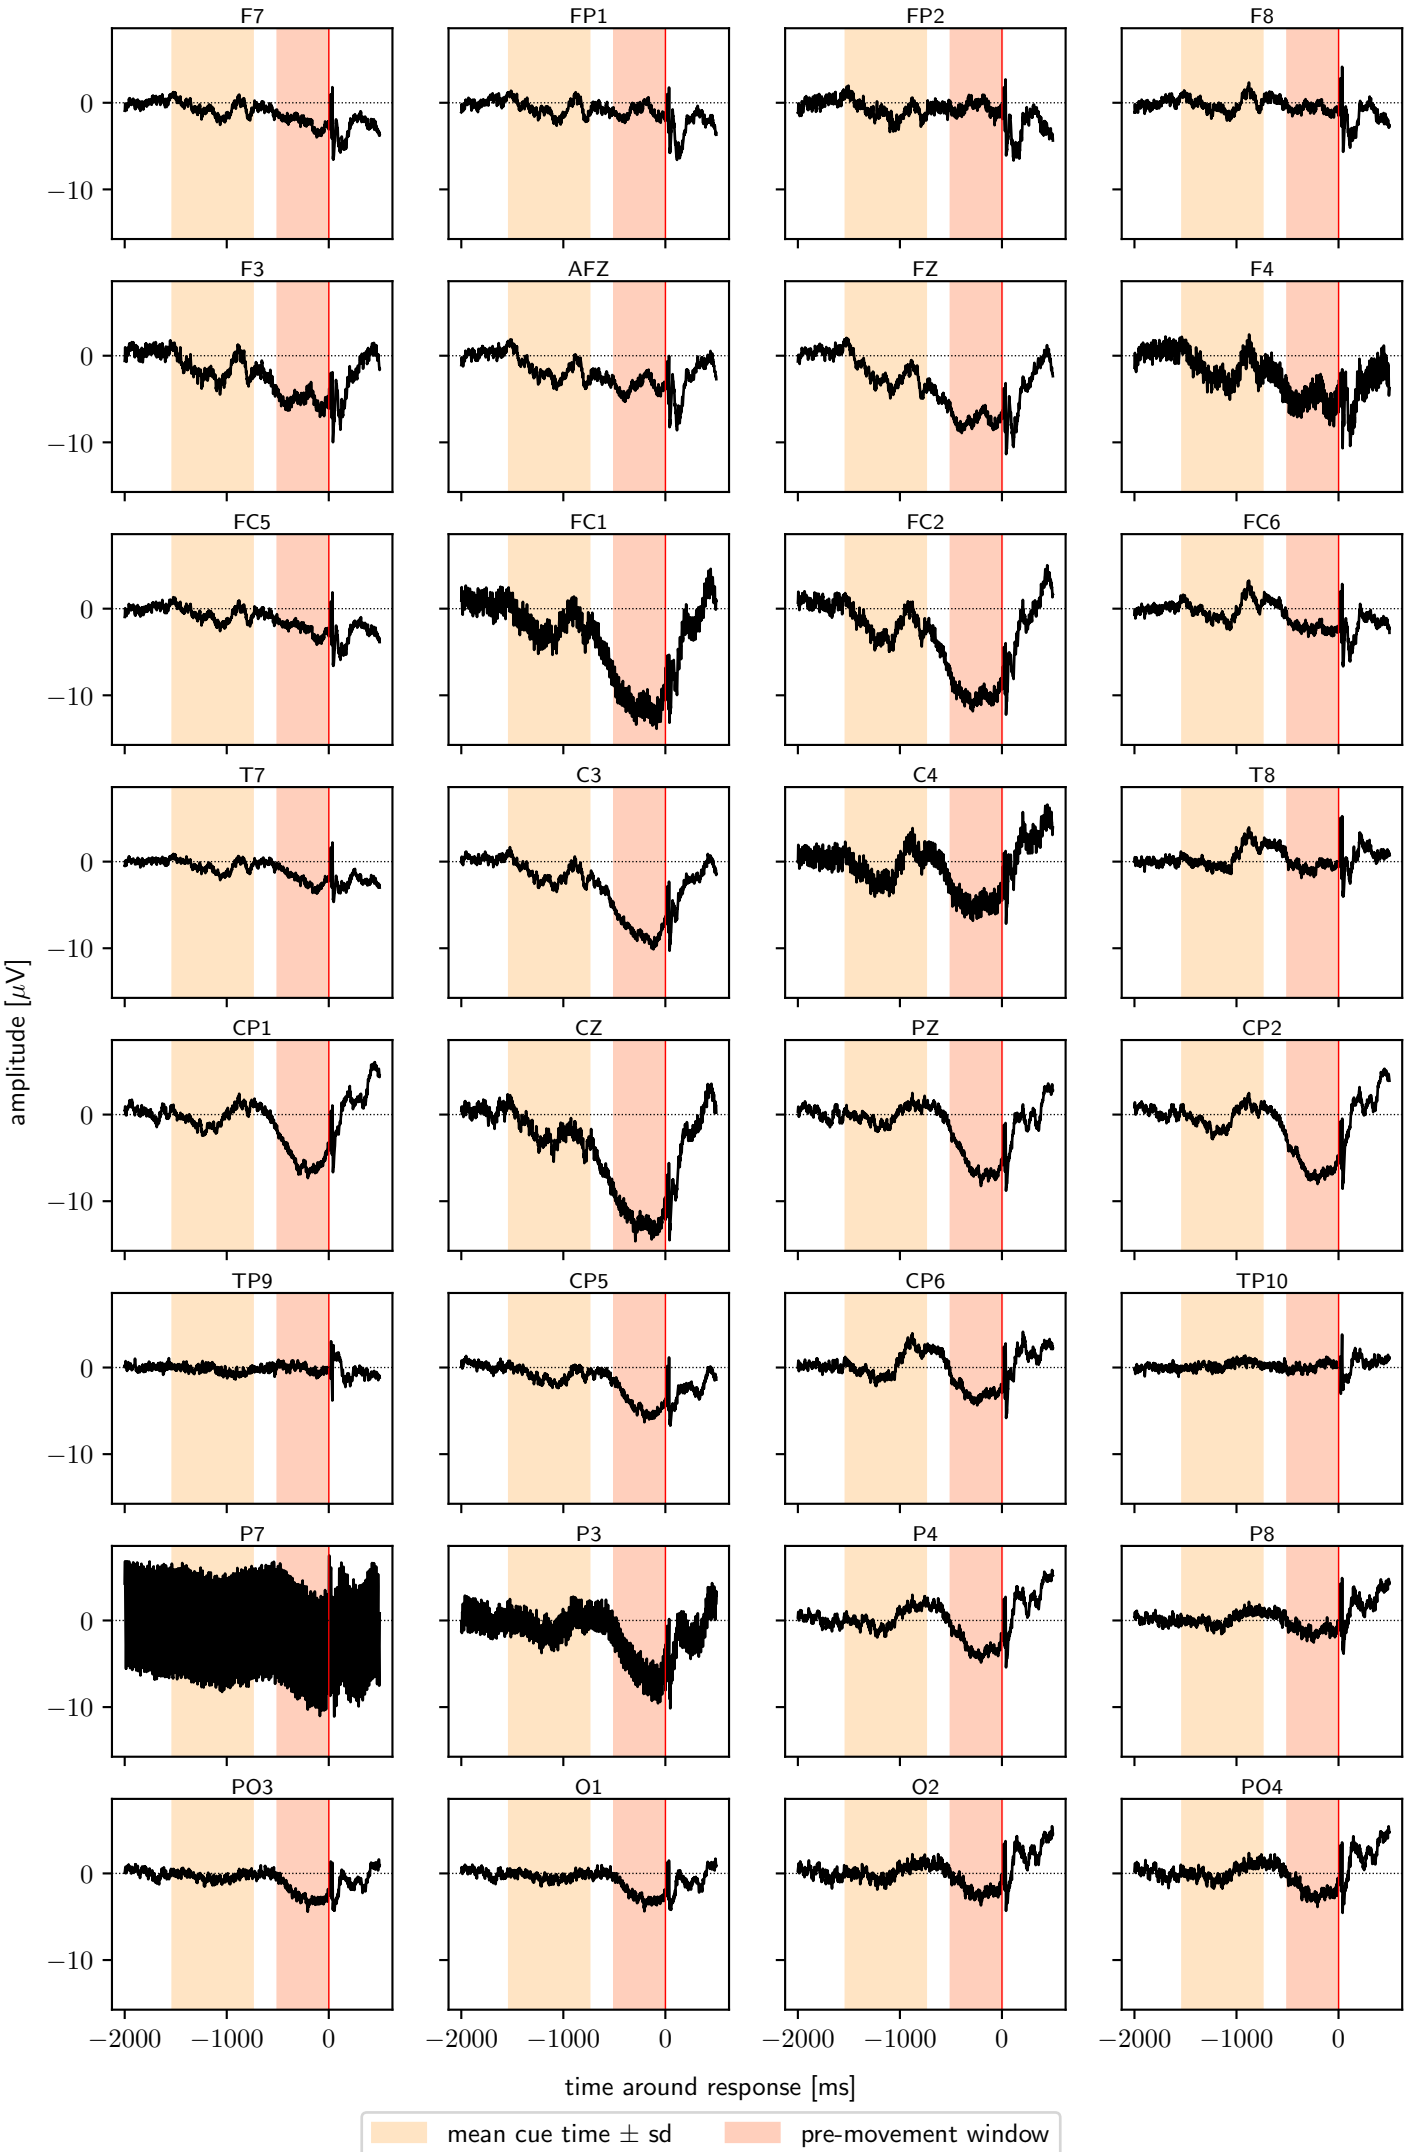 F7 FP1 FP2 F8
0
−10
F3 AFZ FZ F4
0
−10
FC5 FC1 FC2 FC6
0
−10
T7 C3 C4 T8
0
−10
amplitude [μV]
CP1 CZ PZ CP2
0
−10
TP9 CP5 CP6 TP10
0
−10
P7 P3 P4 P8
0
−10
PO3 O1 O2 PO4
0
−10
−2000 −1000 0 −2000 −1000 0 −2000 −1000 0 −2000 −1000 0
time around response [ms]
mean cue time ± sd pre-movement window